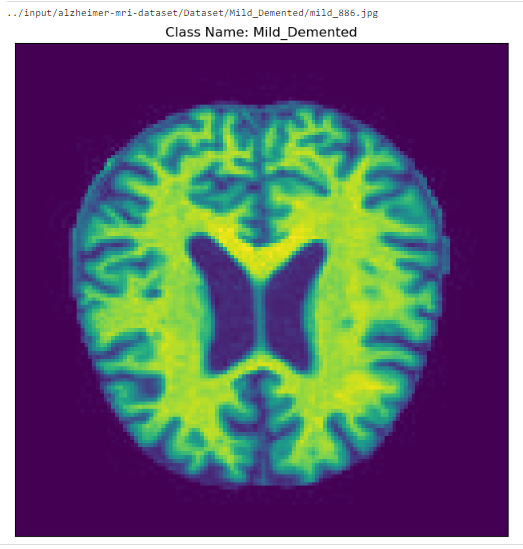 ../input/alzheimer-mri-dataset/Dataset/Mild_Demented/mild_886.jpg
Class Name: Mild_Demented